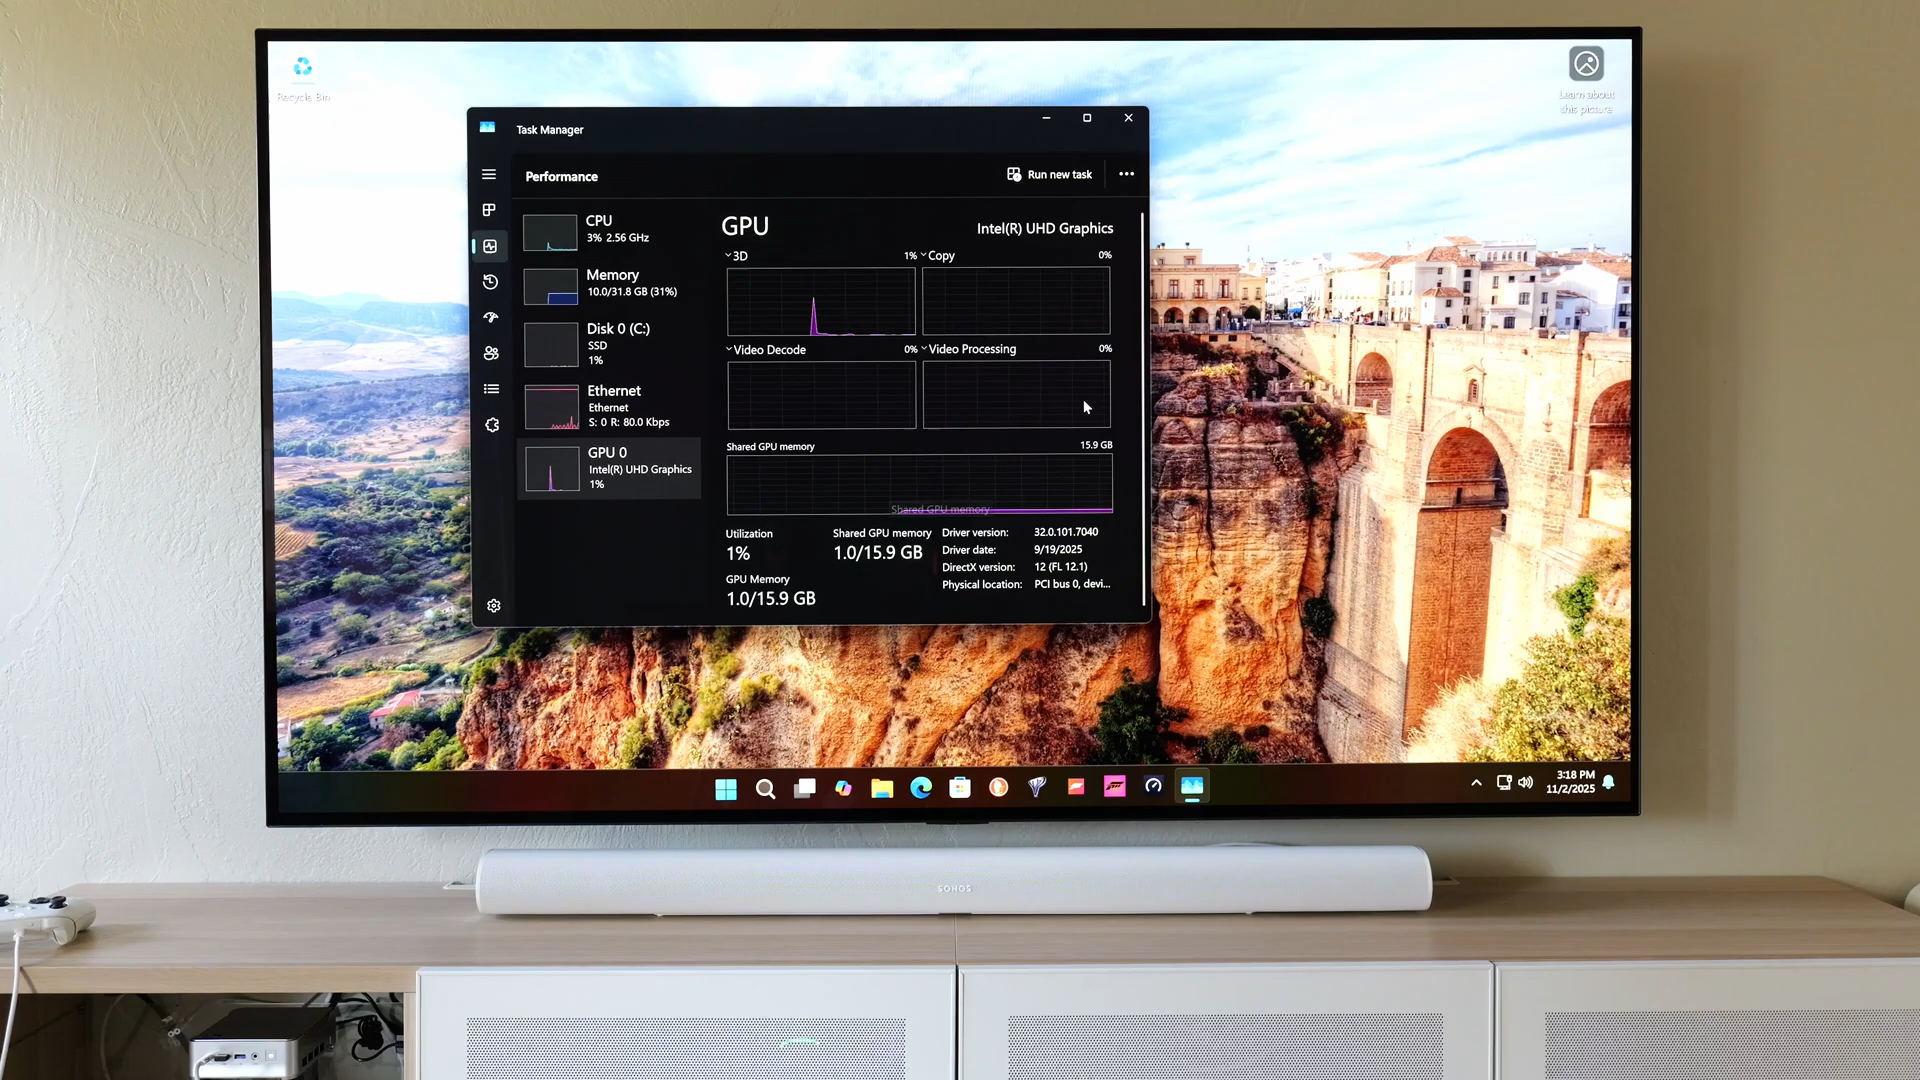 Recycle Bin
Learn about
this picture
Task Manager
Performance
Run new task
CPU
3% 2.56 GHz
Memory
10.0/31.8 GB (31%)
Disk 0 (C:)
SSD
1%
Ethernet
Ethernet
S: 0 R: 80.0 Kbps
GPU 0
Intel(R) UHD Graphics
1%
GPU
Intel(R) UHD Graphics
3D 1%
Copy 0%
Video Decode 0%
Video Processing 0%
Shared GPU memory 15.9 GB
Shared GPU memory
Utilization
1%
Shared GPU memory
1.0/15.9 GB
GPU Memory
1.0/15.9 GB
Driver version: 32.0.101.7040
Driver date: 9/19/2025
DirectX version: 12 (FL 12.1)
Physical location: PCI bus 0, devi...
3:18 PM
11/2/2025
SONOS